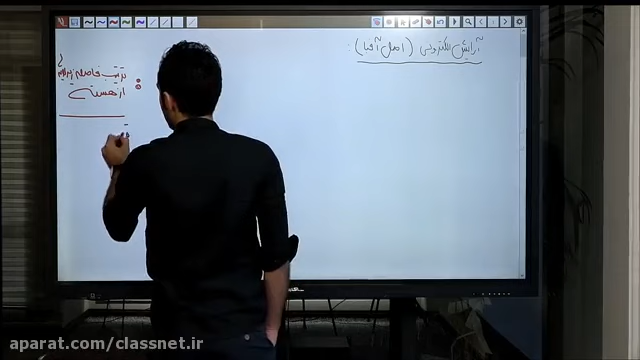 آرایش الکترونی (اصل آفبا):
ترتیب فاصله زیرلایه
از هسته
aparat.com/classnet.ir